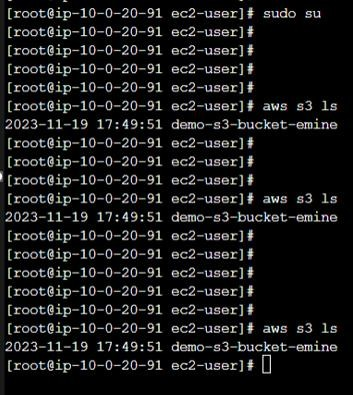 [root@ip-10-0-20-91 ec2-user]# sudo su
[root@ip-10-0-20-91 ec2-user]#
[root@ip-10-0-20-91 ec2-user]#
[root@ip-10-0-20-91 ec2-user]#
[root@ip-10-0-20-91 ec2-user]#
[root@ip-10-0-20-91 ec2-user]# aws s3 ls
2023-11-19 17:49:51 demo-s3-bucket-emine
[root@ip-10-0-20-91 ec2-user]#
[root@ip-10-0-20-91 ec2-user]#
[root@ip-10-0-20-91 ec2-user]#
[root@ip-10-0-20-91 ec2-user]# aws s3 ls
2023-11-19 17:49:51 demo-s3-bucket-emine
[root@ip-10-0-20-91 ec2-user]#
[root@ip-10-0-20-91 ec2-user]#
[root@ip-10-0-20-91 ec2-user]#
[root@ip-10-0-20-91 ec2-user]#
[root@ip-10-0-20-91 ec2-user]#
[root@ip-10-0-20-91 ec2-user]# aws s3 ls
2023-11-19 17:49:51 demo-s3-bucket-emine
[root@ip-10-0-20-91 ec2-user]#